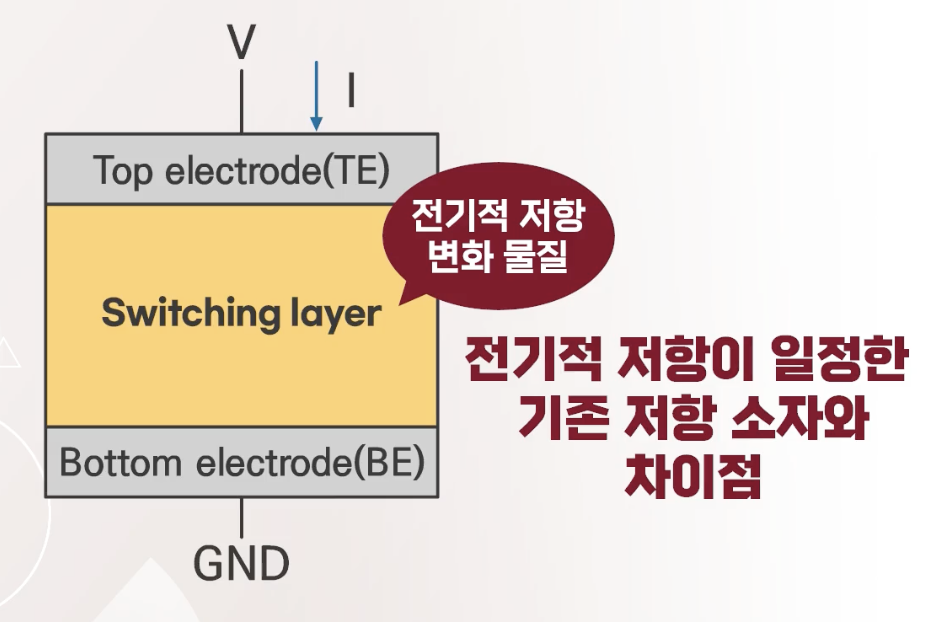 V
I
Top electrode(TE)
전기적 저항
변화 물질
Switching layer
전기적 저항이 일정한
기존 저항 소자와
차이점
Bottom electrode(BE)
GND